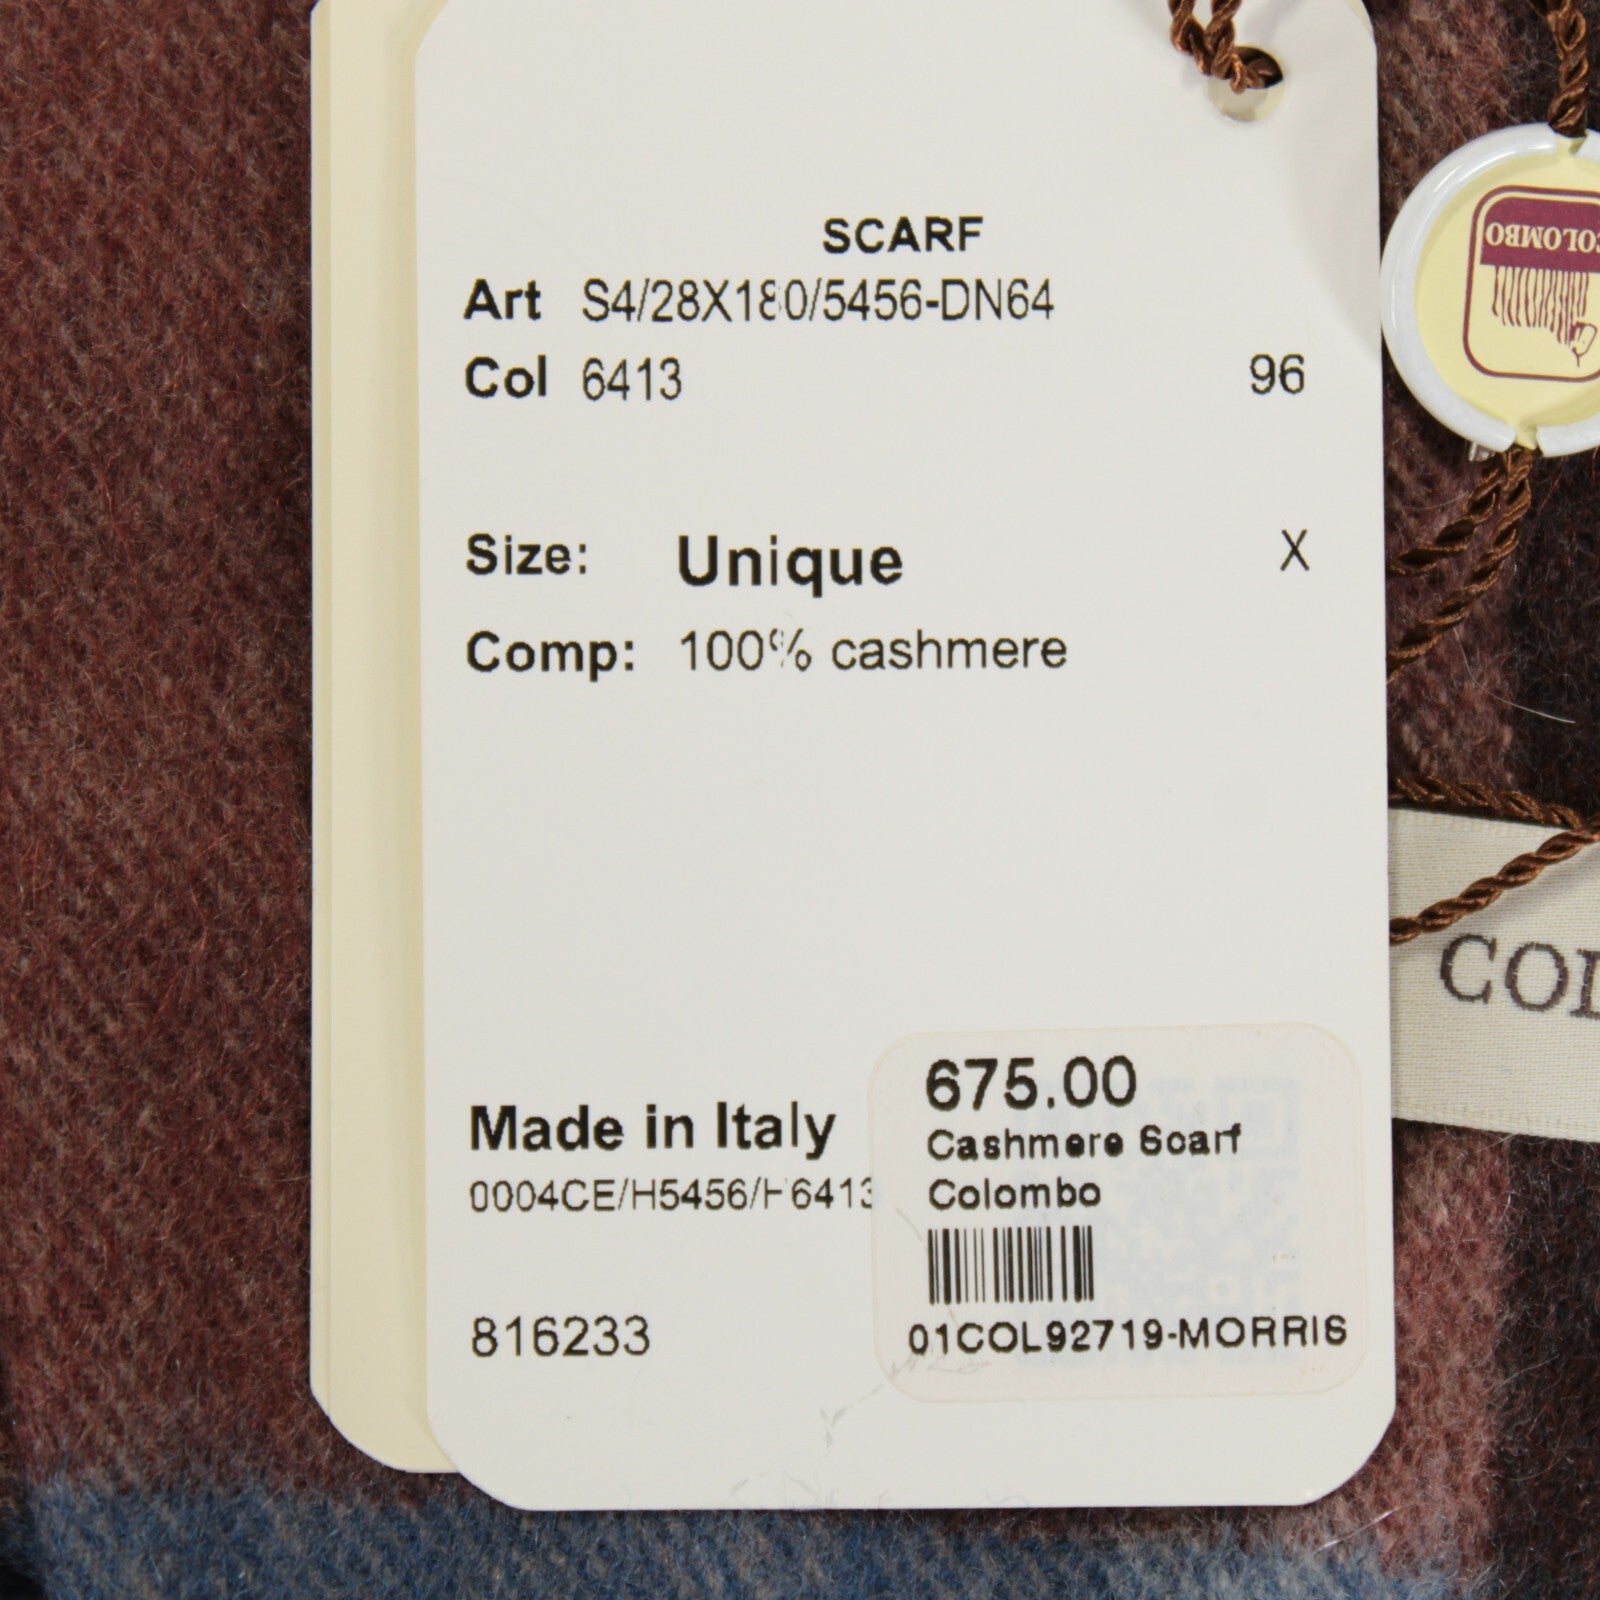 SCARF
Art S4/28X180/5456-DN64
Col 6413 96
Size: Unique X
Comp: 100% cashmere
Made in Italy
0004CE/H5456/H6413
816233
675.00
Cashmere Scarf
Colombo
01COL92719-MORRIS
COLOMBO
COL